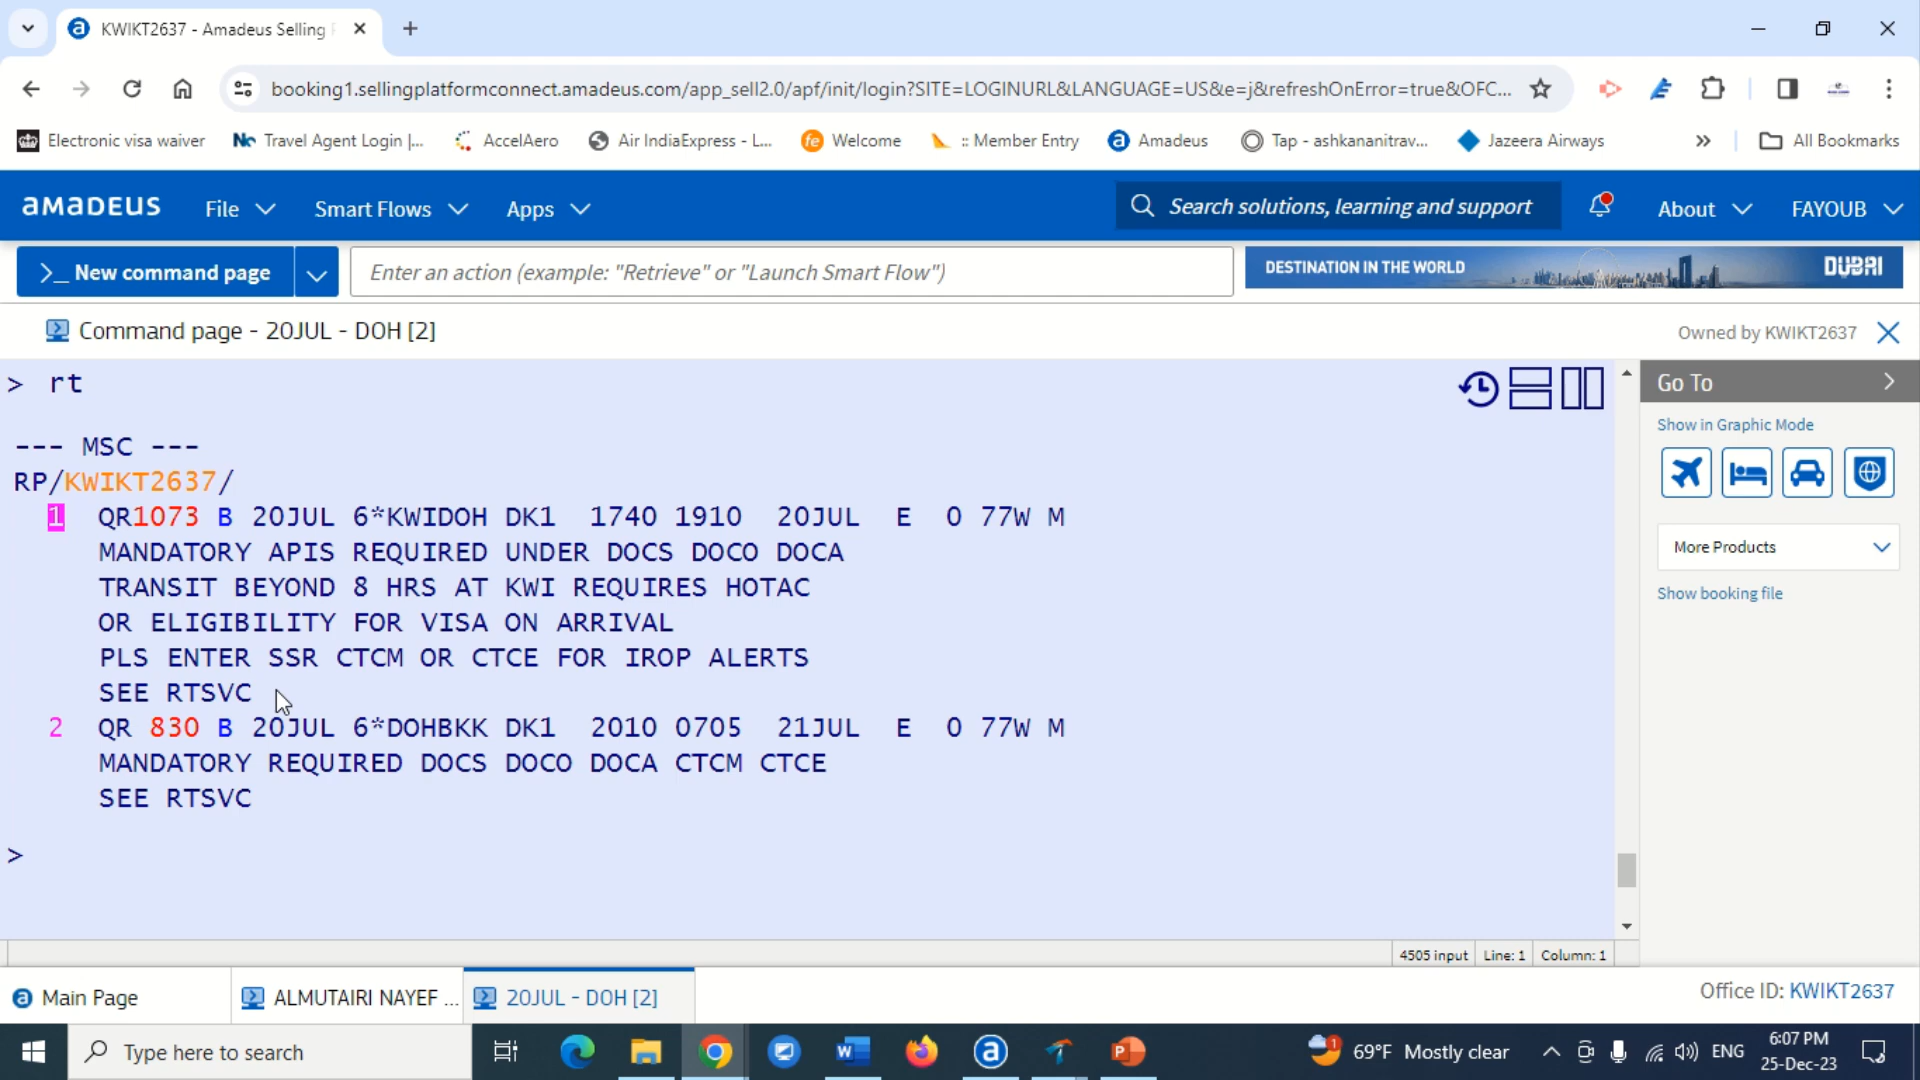 KWIKT2637 - Amadeus Selling
booking1.sellingplatformconnect.amadeus.com/app_sell2.0/apf/init/login?SITE=LOGINURL&LANGUAGE=US&e=j&refreshOnError=true&OFC...
Electronic visa waiver Travel Agent Login |... AccelAero Air IndiaExpress - L... Welcome :: Member Entry Amadeus Tap - ashkananitrav... Jazeera Airways » All Bookmarks
amadeus File Smart Flows Apps Search solutions, learning and support About FAYOUB
>_ New command page Enter an action (example: "Retrieve" or "Launch Smart Flow") DESTINATION IN THE WORLD DUBAI
Command page - 20JUL - DOH [2] Owned by KWIKT2637
> rt
--- MSC ---
RP/KWIKT2637/
1 QR1073 B 20JUL 6*KWIDOH DK1 1740 1910 20JUL E 0 77W M
MANDATORY APIS REQUIRED UNDER DOCS DOCO DOCA
TRANSIT BEYOND 8 HRS AT KWI REQUIRES HOTAC
OR ELIGIBILITY FOR VISA ON ARRIVAL
PLS ENTER SSR CTCM OR CTCE FOR IROP ALERTS
SEE RTSVC
2 QR 830 B 20JUL 6*DOHBKK DK1 2010 0705 21JUL E 0 77W M
MANDATORY REQUIRED DOCS DOCO DOCA CTCM CTCE
SEE RTSVC
>
Go To
Show in Graphic Mode
More Products
Show booking file
4505 input Line: 1 Column: 1
Main Page ALMUTAIRI NAYEF ... 20JUL - DOH [2] Office ID: KWIKT2637
Type here to search 69°F Mostly clear ENG 6:07 PM
25-Dec-23